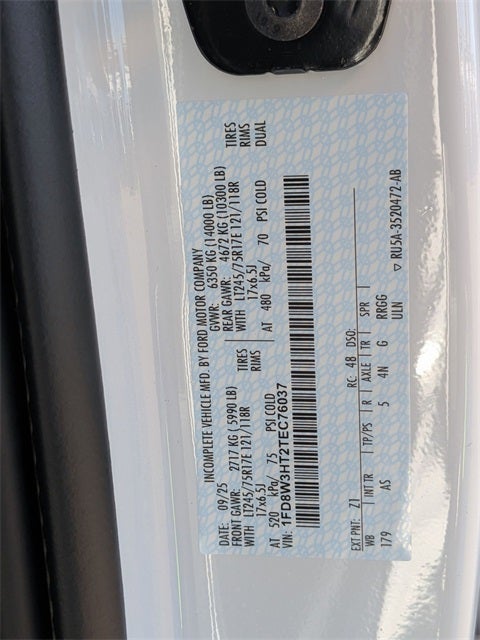 INCOMPLETE VEHICLE MFD. BY FORD MOTOR COMPANY
DATE: 09/25 GVWR: 6350 KG (14000 LB)
FRONT GAWR: 2717 KG ( 5990 LB) REAR GAWR: 4672 KG (10300 LB)
WITH LT245/75R17E 121/118R TIRES WITH LT245/75R17E 121/118R TIRES
17x6.5J RIMS 17x6.5J RIMS
AT 520 kPa/ 75 PSI COLD AT 480 kPa/ 70 PSI COLD DUAL
VIN: 1FD8W3HT2TEC76037
EXT PNT: Z1 RC: 48 DSO:
WB INT TR TP/PS R AXLE TR SPR
179 AS 5 4N G RRGG
ULN
▽ RU5A-3520472-AB